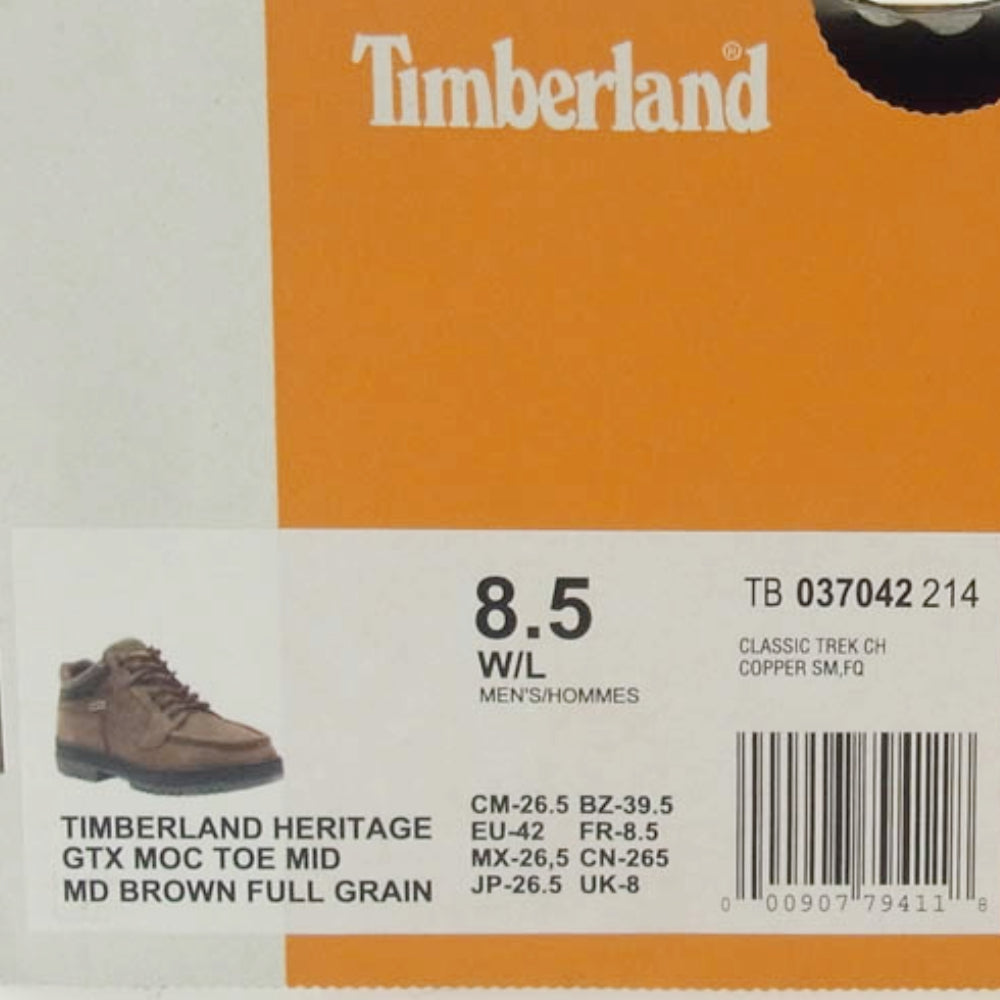 Timberland®
8.5
W/L
MEN'S/HOMMES
TB 037042 214
CLASSIC TREK CH
COPPER SM,FQ
TIMBERLAND HERITAGE
GTX MOC TOE MID
MD BROWN FULL GRAIN
CM-26.5 BZ-39.5
EU-42 FR-8.5
MX-26,5 CN-265
JP-26.5 UK-8
0 00907 79411 8